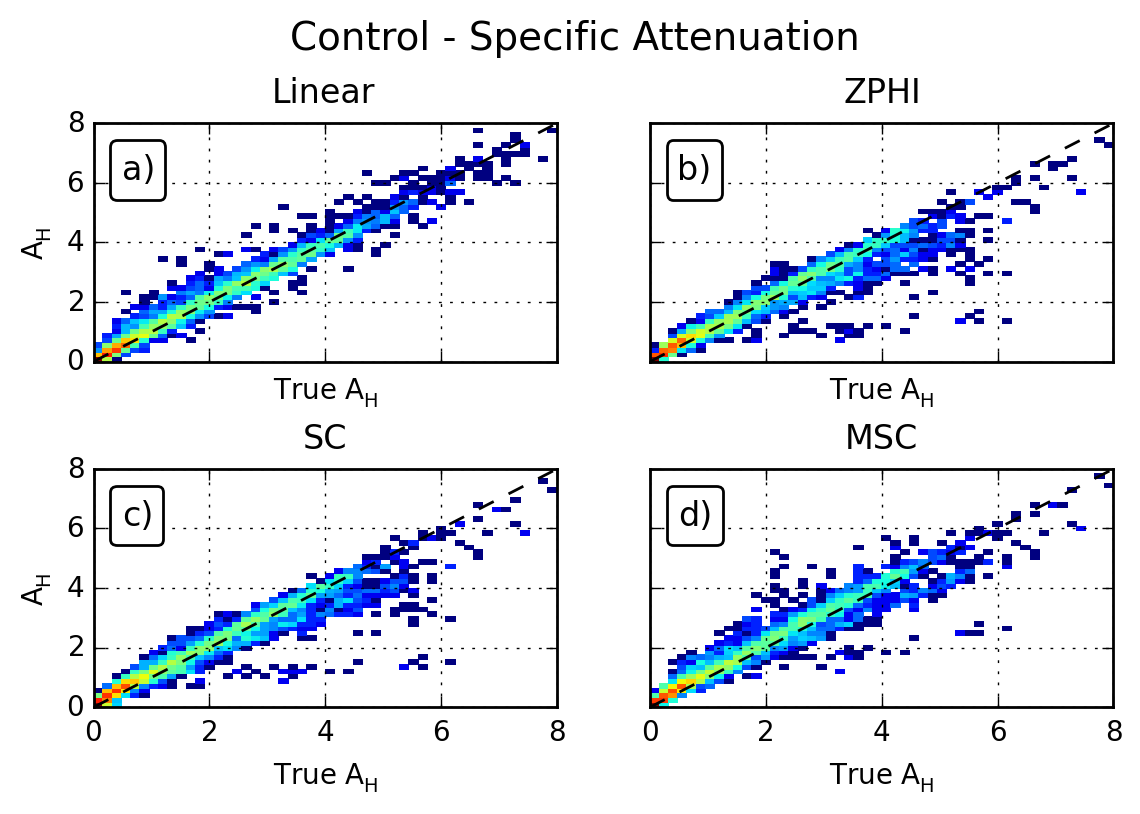 Control - Specific Attenuation
Linear
ZPHI
8
6
4
2
0
A_H
a)
b)
True A_H
True A_H
SC
MSC
8
6
4
2
0
A_H
c)
d)
0 2 4 6 8
0 2 4 6 8
True A_H
True A_H